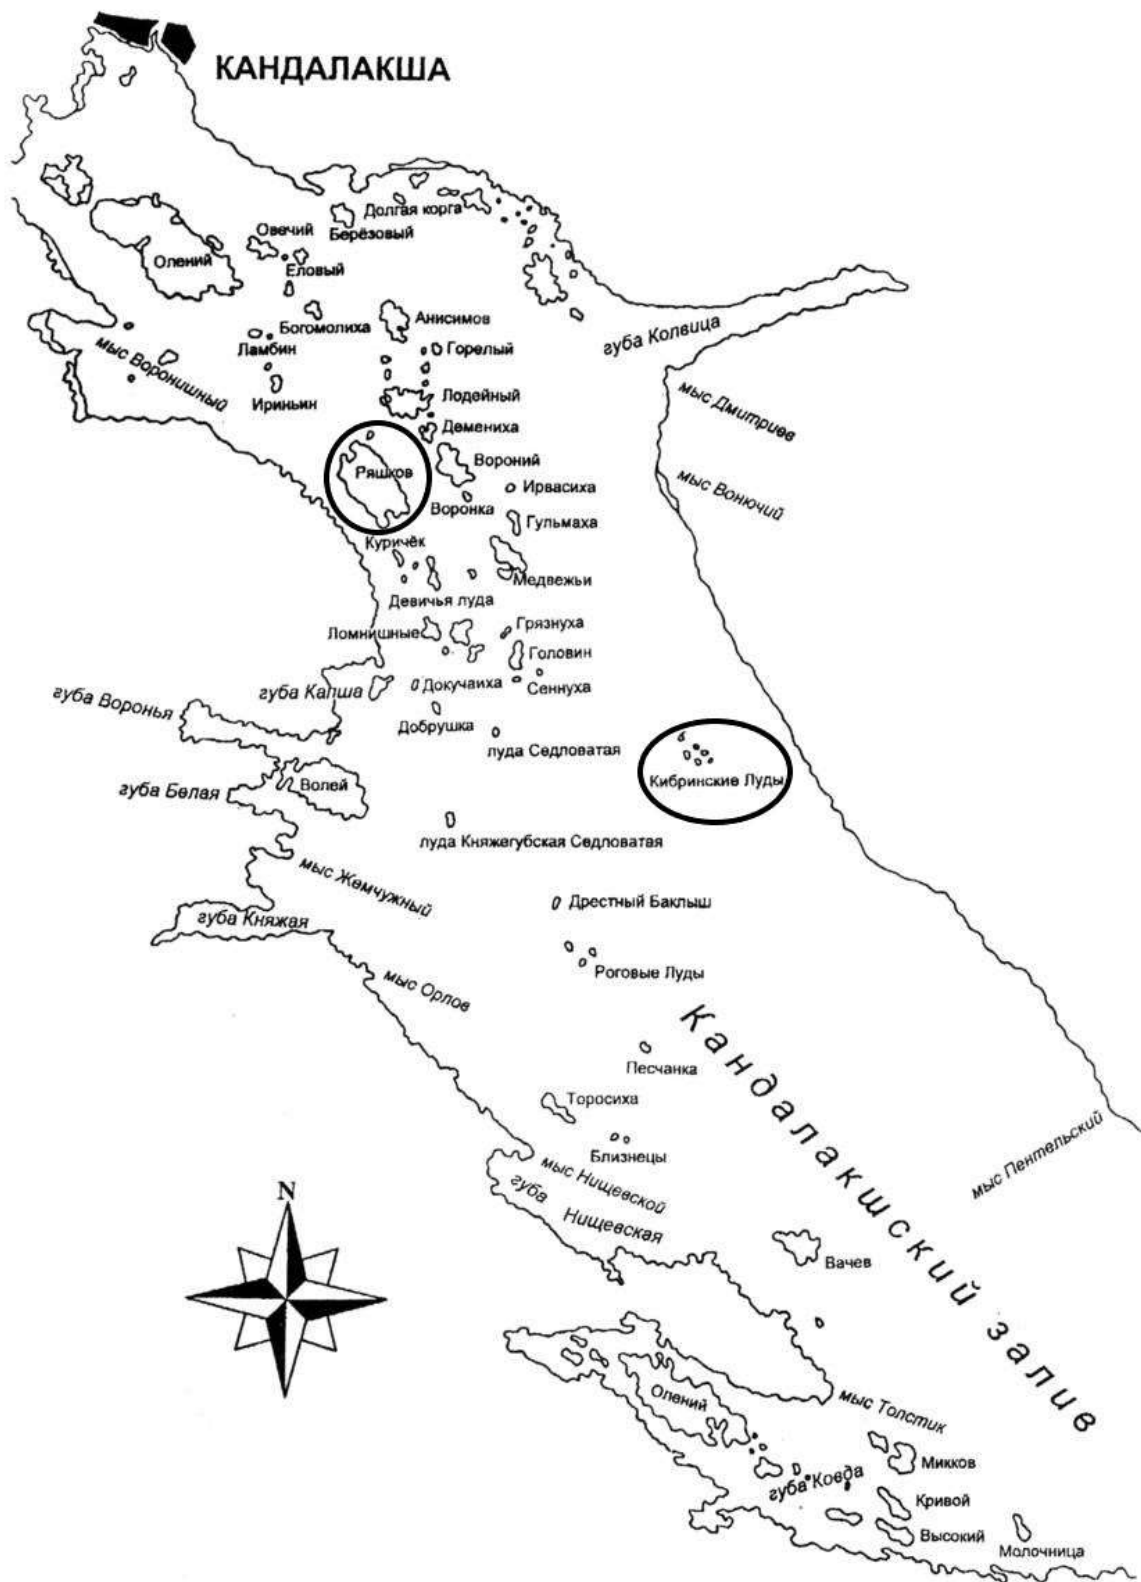 КАНДАЛАКША
Долгая корга
Берёзовый
Овечий
Олений
Еловый
Богомолиха
Анисимов
губа Колвица
мыс Воронишный
Ламбин
Горелый
Ириньин
Лодейный
мыс Дмитриев
Демениха
Ряшков
Вороний
Ирвасиха
мыс Вонючий
Воронка
Гульмаха
Куричёк
Медвежьи
Девичья луда
Ломнишные
Грязнуха
Головин
губа Капша
Докучаиха
Сеннуха
губа Воронья
Добрушка
луда Седловатая
губа Белая
Волей
Кибринские Луды
луда Княжегубская Седловатая
мыс Жемчужный
Дрестный Баклыш
губа Княжая
Роговые Луды
мыс Орлов
Кандалакшский залив
Песчанка
Торосиха
Близнецы
мыс Пентельский
мыс Нищевской
губа
Нищевская
N
Вачев
Олений
мыс Толстик
Микков
губа Ковда
Кривой
Высокий
Молочница